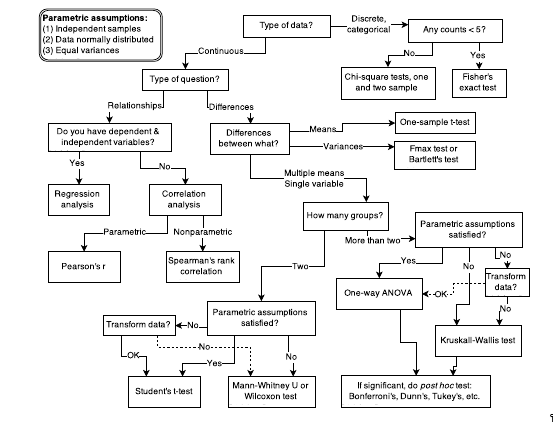 Parametric assumptions:
(1) Independent samples
(2) Data normally distributed
(3) Equal variances
Type of data?
Discrete,
categorical
Any counts < 5?
Continuous
No
Yes
Chi-square tests, one
and two sample
Fisher's
exact test
Type of question?
Relationships
Differences
Do you have dependent &
independent variables?
Differences
between what?
Means
One-sample t-test
Variances
Fmax test or
Bartlett's test
Yes
No
Multiple means
Single variable
Regression
analysis
Correlation
analysis
How many groups?
Parametric assumptions
satisfied?
Parametric
Nonparametric
More than two
Pearson's r
Spearman's rank
correlation
Yes
No
No
Transform
data?
Two
One-way ANOVA
OK
No
Parametric assumptions
satisfied?
Transform data?
No
Kruskall-Wallis test
No
OK
Yes
No
Student's t-test
Mann-Whitney U or
Wilcoxon test
If significant, do post hoc test:
Bonferroni's, Dunn's, Tukey's, etc.